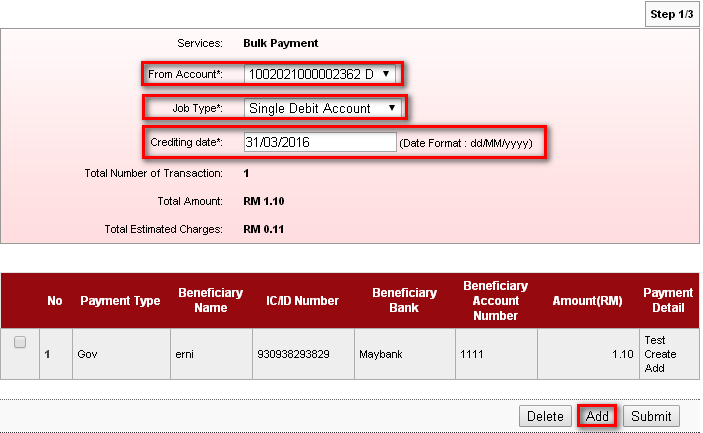 Step 1/3
Services: Bulk Payment
From Account*: 1002021000002362 D
Job Type*: Single Debit Account
Crediting date*: 31/03/2016 (Date Format : dd/MM/yyyy)
Total Number of Transaction: 1
Total Amount: RM 1.10
Total Estimated Charges: RM 0.11
No Payment Type Beneficiary Name IC/ID Number Beneficiary Bank Beneficiary Account Number Amount(RM) Payment Detail
1 Gov erni 930938293829 Maybank 1111 1.10 Test Create Add
Delete Add Submit